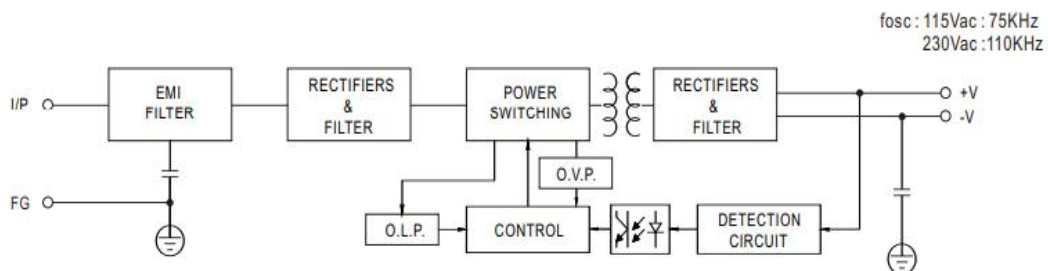 fosc : 115Vac : 75KHz
230Vac :110KHz
I/P
EMI
FILTER
RECTIFIERS
&
FILTER
POWER
SWITCHING
RECTIFIERS
&
FILTER
+V
-V
O.V.P.
FG
O.L.P.
CONTROL
DETECTION
CIRCUIT